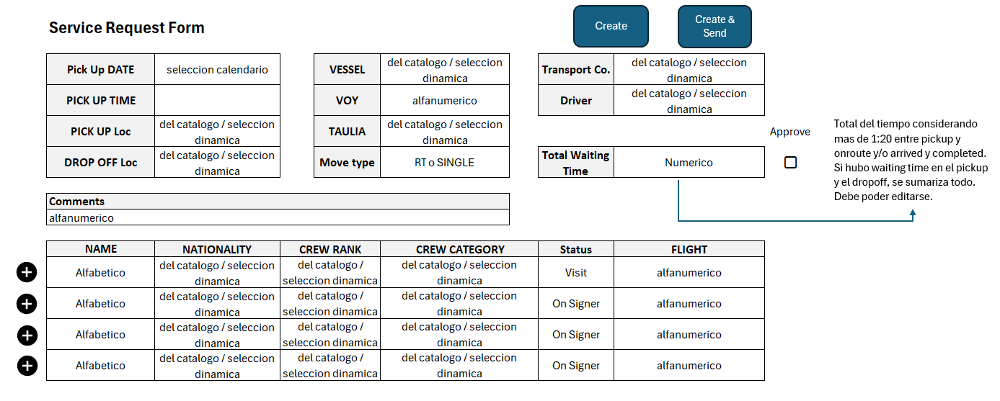 Service Request Form
Create
Create &
Send
Pick Up DATE
seleccion calendario
PICK UP TIME
PICK UP Loc
del catalogo / seleccion
dinamica
DROP OFF Loc
del catalogo / seleccion
dinamica
VESSEL
del catalogo / seleccion
dinamica
VOY
alfanumerico
TAULIA
del catalogo / seleccion
dinamica
Move type
RT o SINGLE
Transport Co.
del catalogo / seleccion
dinamica
Driver
del catalogo / seleccion
dinamica
Total Waiting
Time
Numerico
Approve
Total del tiempo considerando
mas de 1:20 entre pickup y
onroute y/o arrived y completed.
Si hubo waiting time en el pickup
y el dropoff, se sumariza todo.
Debe poder editarse.
Comments
alfanumerico
NAME
NATIONALITY
CREW RANK
CREW CATEGORY
Status
FLIGHT
Alfabetico
del catalogo / seleccion
dinamica
del catalogo /
seleccion dinamica
del catalogo / seleccion
dinamica
Visit
alfanumerico
Alfabetico
del catalogo / seleccion
dinamica
del catalogo /
seleccion dinamica
del catalogo / seleccion
dinamica
On Signer
alfanumerico
Alfabetico
del catalogo / seleccion
dinamica
del catalogo /
seleccion dinamica
del catalogo / seleccion
dinamica
On Signer
alfanumerico
Alfabetico
del catalogo / seleccion
dinamica
del catalogo /
seleccion dinamica
del catalogo / seleccion
dinamica
On Signer
alfanumerico